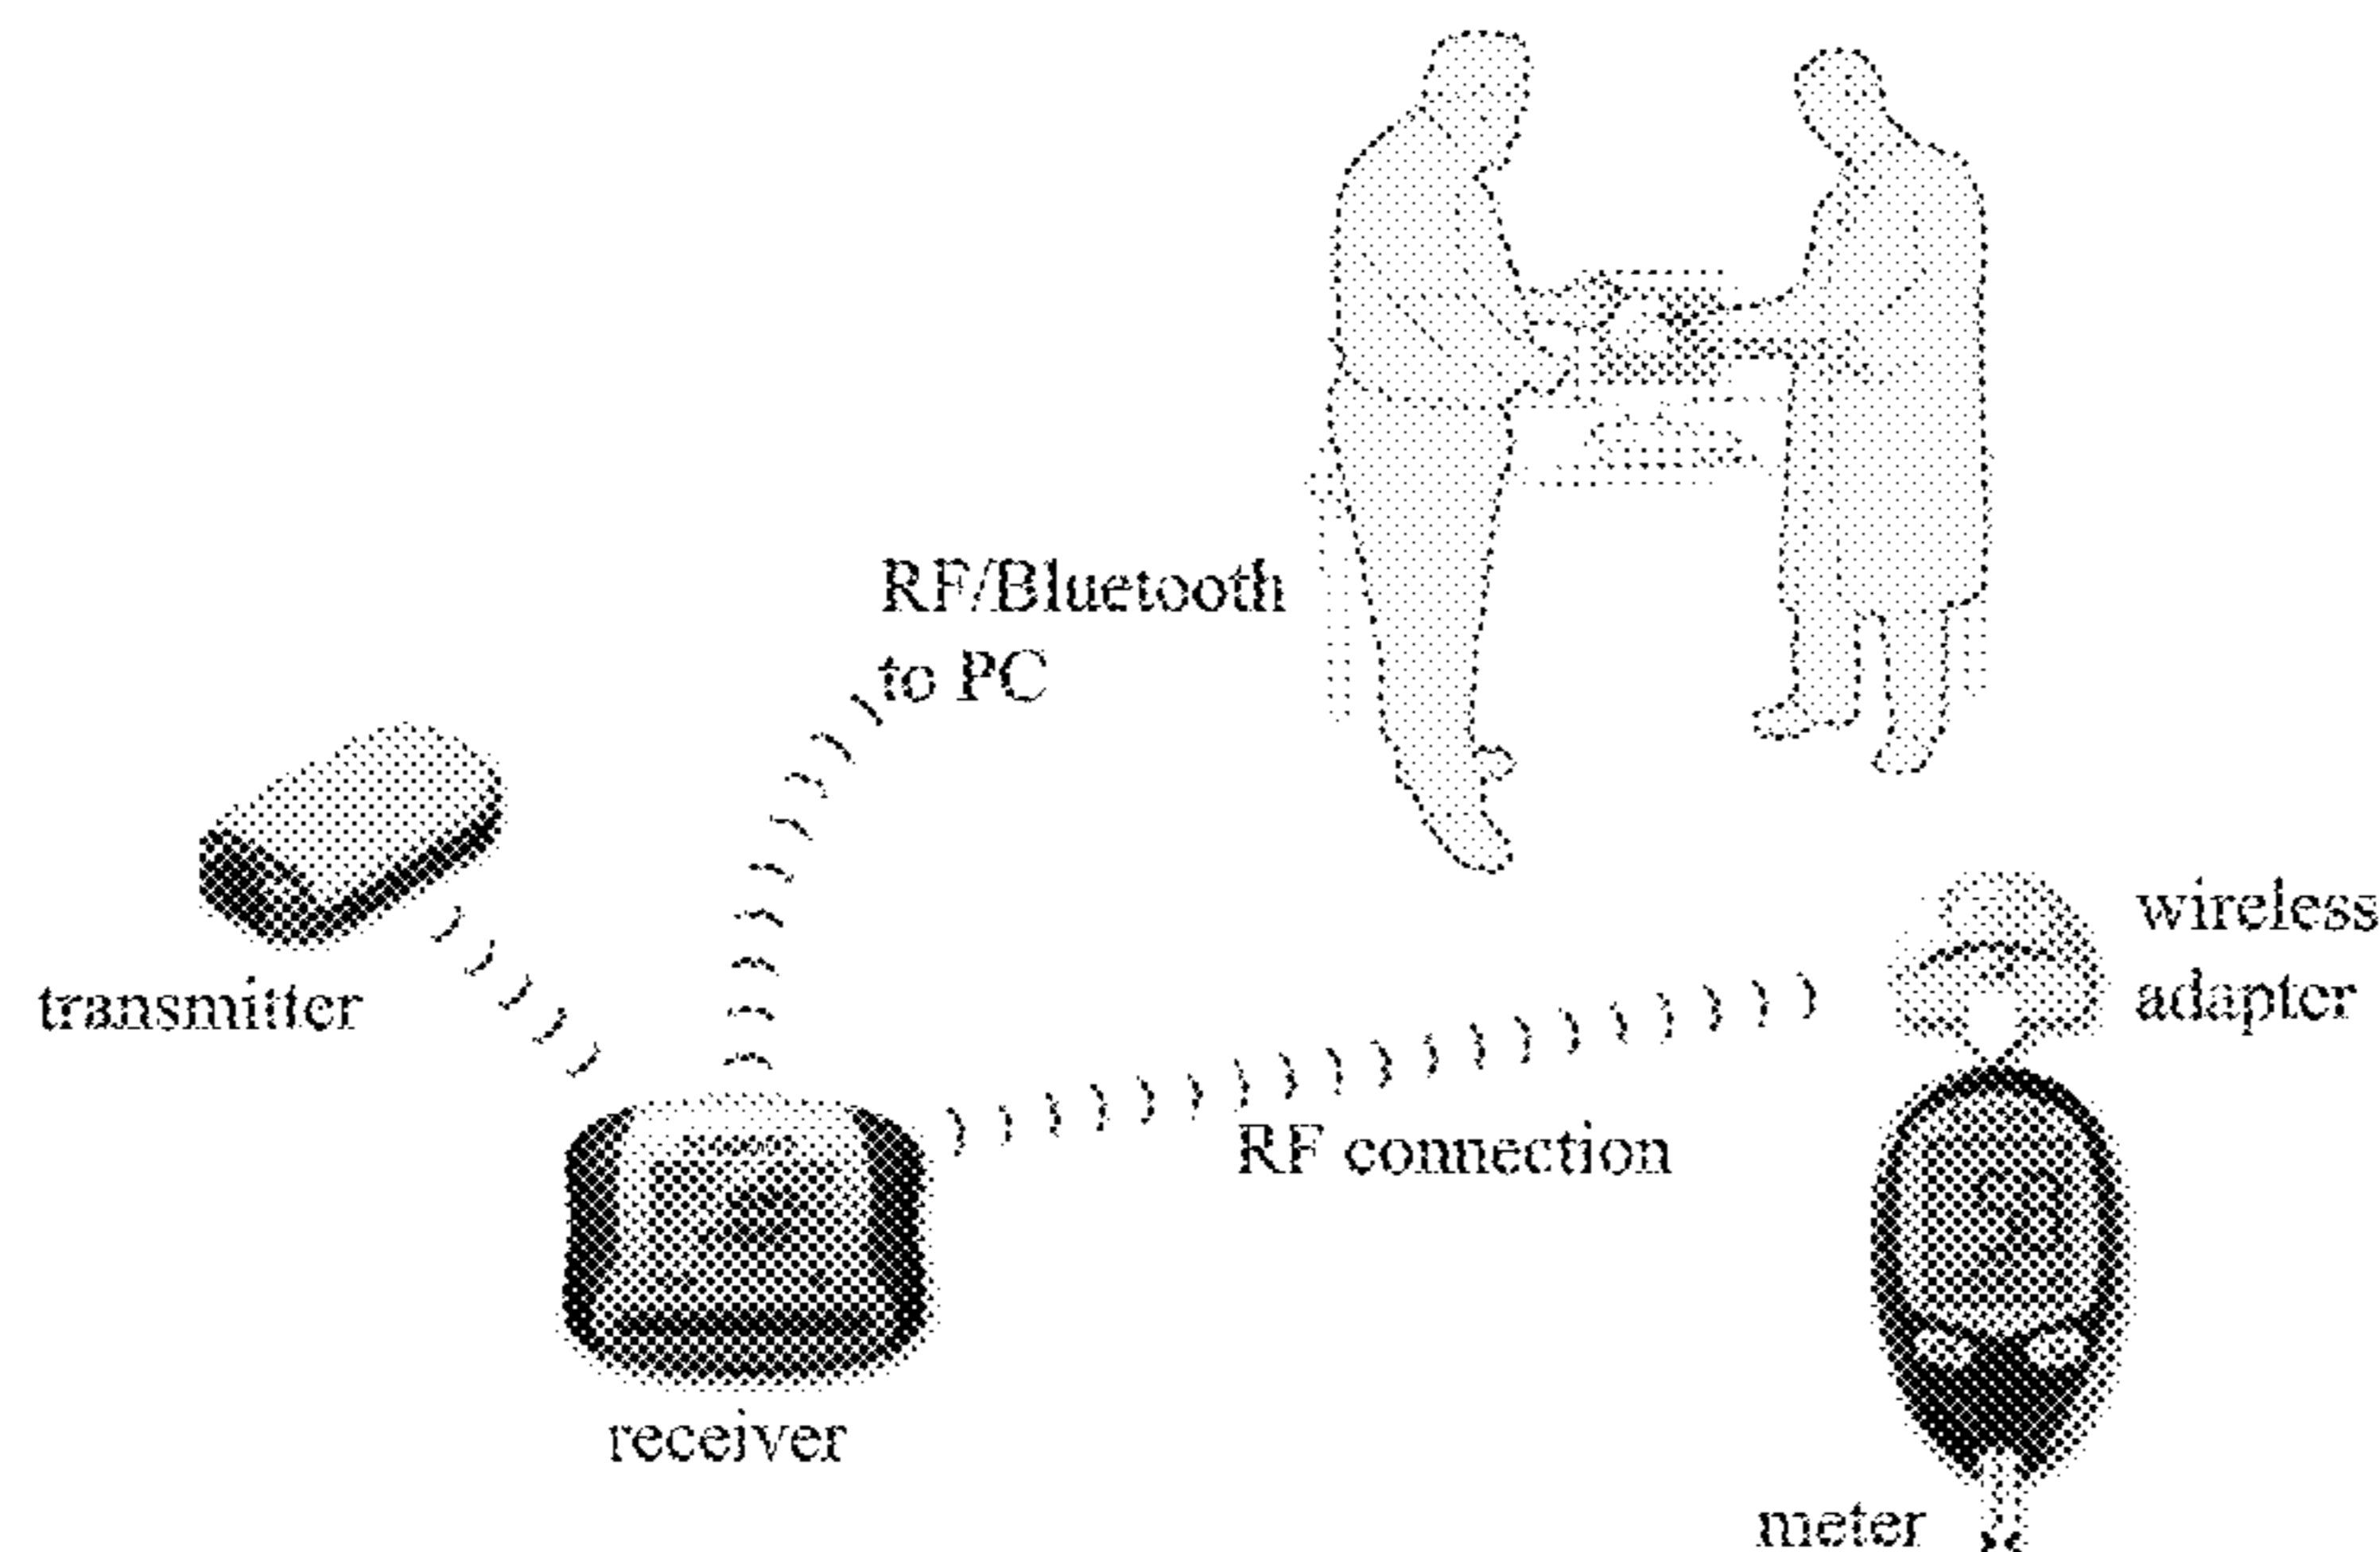 RF/Bluetooth
to PC
transmitter
wireless
adapter
RF connection
receiver
meter